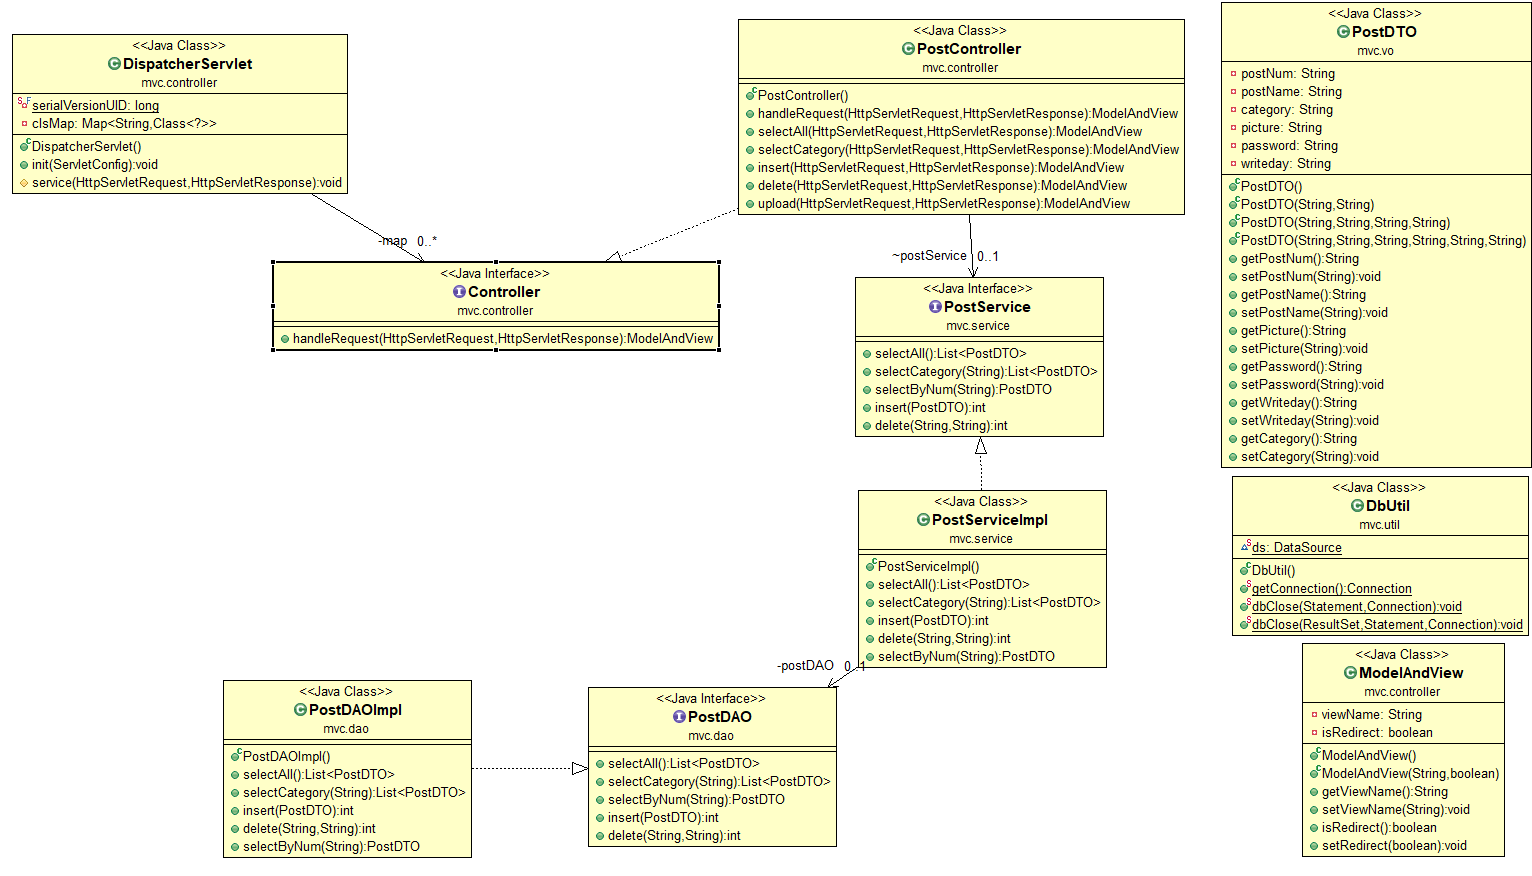 <<Java Class>>
DispatcherServlet
mvc.controller
serialVersionUID: long
clsMap: Map<String,Class<?>>
DispatcherServlet()
init(ServletConfig):void
service(HttpServletRequest,HttpServletResponse):void
-map 0..*
<<Java Interface>>
Controller
mvc.controller
handleRequest(HttpServletRequest,HttpServletResponse):ModelAndView
<<Java Class>>
PostController
mvc.controller
PostController()
handleRequest(HttpServletRequest,HttpServletResponse):ModelAndView
selectAll(HttpServletRequest,HttpServletResponse):ModelAndView
selectCategory(HttpServletRequest,HttpServletResponse):ModelAndView
insert(HttpServletRequest,HttpServletResponse):ModelAndView
delete(HttpServletRequest,HttpServletResponse):ModelAndView
upload(HttpServletRequest,HttpServletResponse):ModelAndView
~postService 0..1
<<Java Interface>>
PostService
mvc.service
selectAll():List<PostDTO>
selectCategory(String):List<PostDTO>
selectByNum(String):PostDTO
insert(PostDTO):int
delete(String,String):int
<<Java Class>>
PostServiceImpl
mvc.service
PostServiceImpl()
selectAll():List<PostDTO>
selectCategory(String):List<PostDTO>
insert(PostDTO):int
delete(String,String):int
selectByNum(String):PostDTO
-postDAO 0..1
<<Java Class>>
PostDAOImpl
mvc.dao
PostDAOImpl()
selectAll():List<PostDTO>
selectCategory(String):List<PostDTO>
insert(PostDTO):int
delete(String,String):int
selectByNum(String):PostDTO
<<Java Interface>>
PostDAO
mvc.dao
selectAll():List<PostDTO>
selectCategory(String):List<PostDTO>
selectByNum(String):PostDTO
insert(PostDTO):int
delete(String,String):int
<<Java Class>>
PostDTO
mvc.vo
postNum: String
postName: String
category: String
picture: String
password: String
writeday: String
PostDTO()
PostDTO(String,String)
PostDTO(String,String,String,String)
PostDTO(String,String,String,String,String,String)
getPostNum():String
setPostNum(String):void
getPostName():String
setPostName(String):void
getPicture():String
setPicture(String):void
getPassword():String
setPassword(String):void
getWriteday():String
setWriteday(String):void
getCategory():String
setCategory(String):void
<<Java Class>>
DbUtil
mvc.util
ds: DataSource
DbUtil()
getConnection():Connection
dbClose(Statement,Connection):void
dbClose(ResultSet,Statement,Connection):void
<<Java Class>>
ModelAndView
mvc.controller
viewName: String
isRedirect: boolean
ModelAndView()
ModelAndView(String,boolean)
getViewName():String
setViewName(String):void
isRedirect():boolean
setRedirect(boolean):void